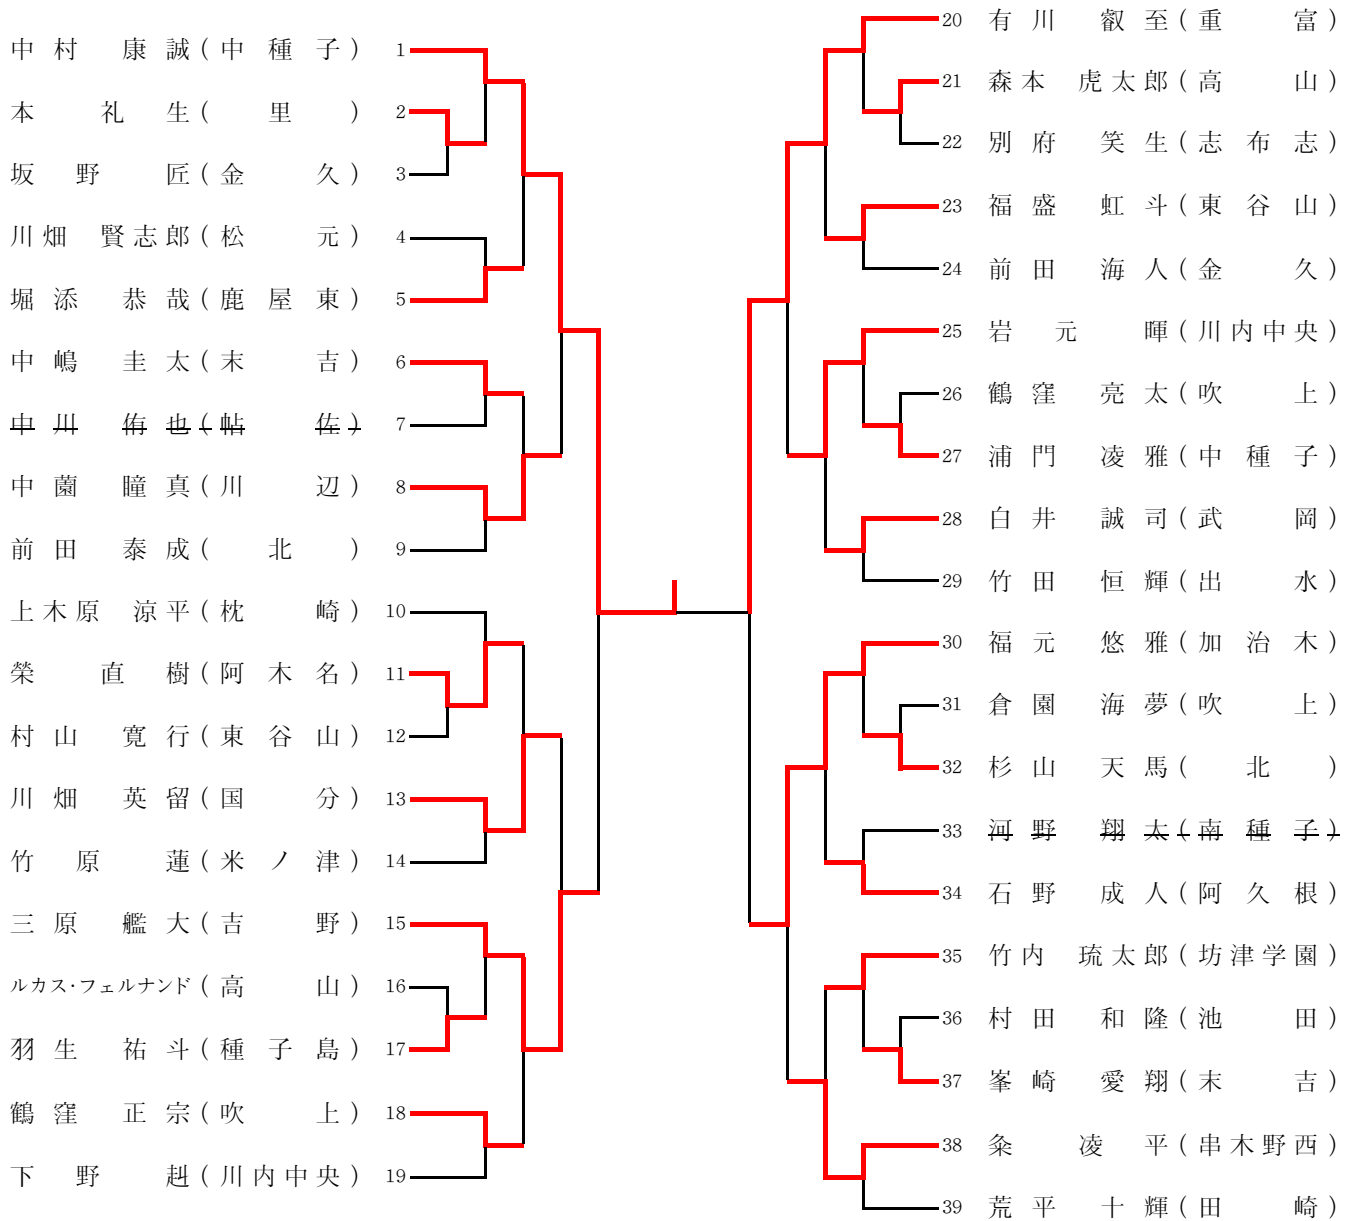 中村 康誠(中種子) 1
本 礼生(里) 2
坂野 匠(金久) 3
川畑 賢志郎(松元) 4
堀添 恭哉(鹿屋東) 5
中嶋 圭太(末吉) 6
中川 侑也(帖佐) 7
中薗 瞳真(川辺) 8
前田 泰成(北) 9
上木原 涼平(枕崎) 10
榮 直樹(阿木名) 11
村山 寛行(東谷山) 12
川畑 英留(国分) 13
竹原 蓮(米ノ津) 14
三原 艦大(吉野) 15
ルカス・フェルナンド(高山) 16
羽生 祐斗(種子島) 17
鶴窪 正宗(吹上) 18
下野 赳(川内中央) 19
20 有川 叡至(重富)
21 森本 虎太郎(高山)
22 別府 笑生(志布志)
23 福盛 虹斗(東谷山)
24 前田 海人(金久)
25 岩元 暉(川内中央)
26 鶴窪 亮太(吹上)
27 浦門 凌雅(中種子)
28 白井 誠司(武岡)
29 竹田 恒輝(出水)
30 福元 悠雅(加治木)
31 倉園 海夢(吹上)
32 杉山 天馬(北)
33 河野 翔太(南種子)
34 石野 成人(阿久根)
35 竹内 琉太郎(坊津学園)
36 村田 和隆(池田)
37 峯崎 愛翔(末吉)
38 粂 凌平(串木野西)
39 荒平 十輝(田崎)